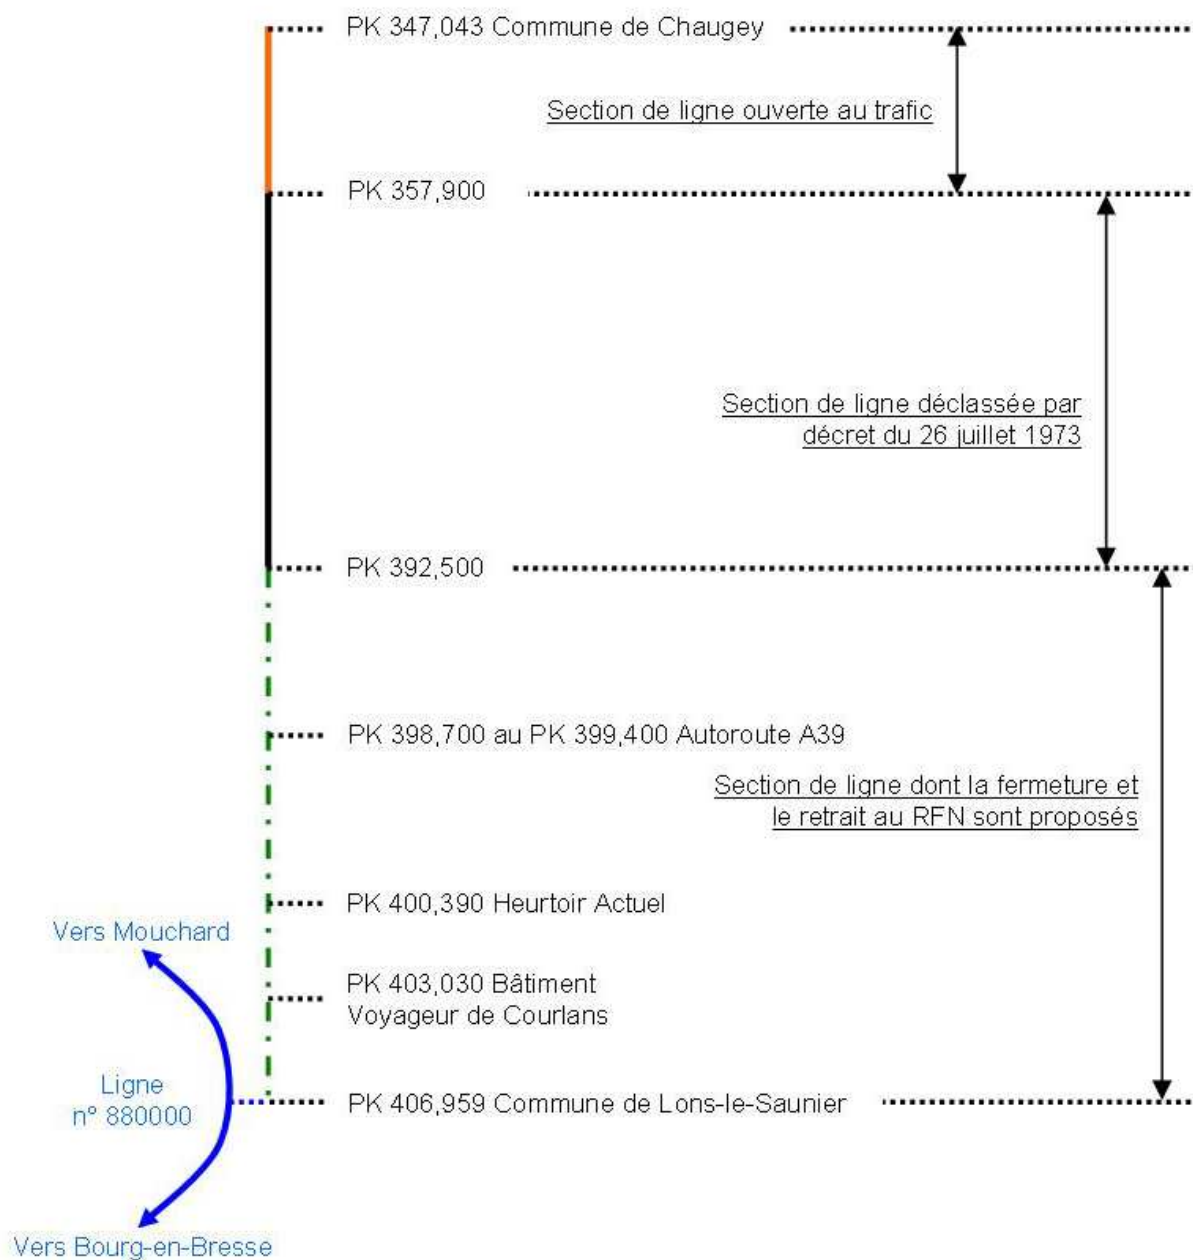 PK 347,043 Commune de Chaugey
Section de ligne ouverte au trafic
PK 357,900
Section de ligne déclassée par
décret du 26 juillet 1973
PK 392,500
PK 398,700 au PK 399,400 Autoroute A39
Section de ligne dont la fermeture et
le retrait au RFN sont proposés
PK 400,390 Heurtoir Actuel
Vers Mouchard
PK 403,030 Bâtiment
Voyageur de Courlans
Ligne
n° 880000
PK 406,959 Commune de Lons-le-Saunier
Vers Bourg-en-Bresse